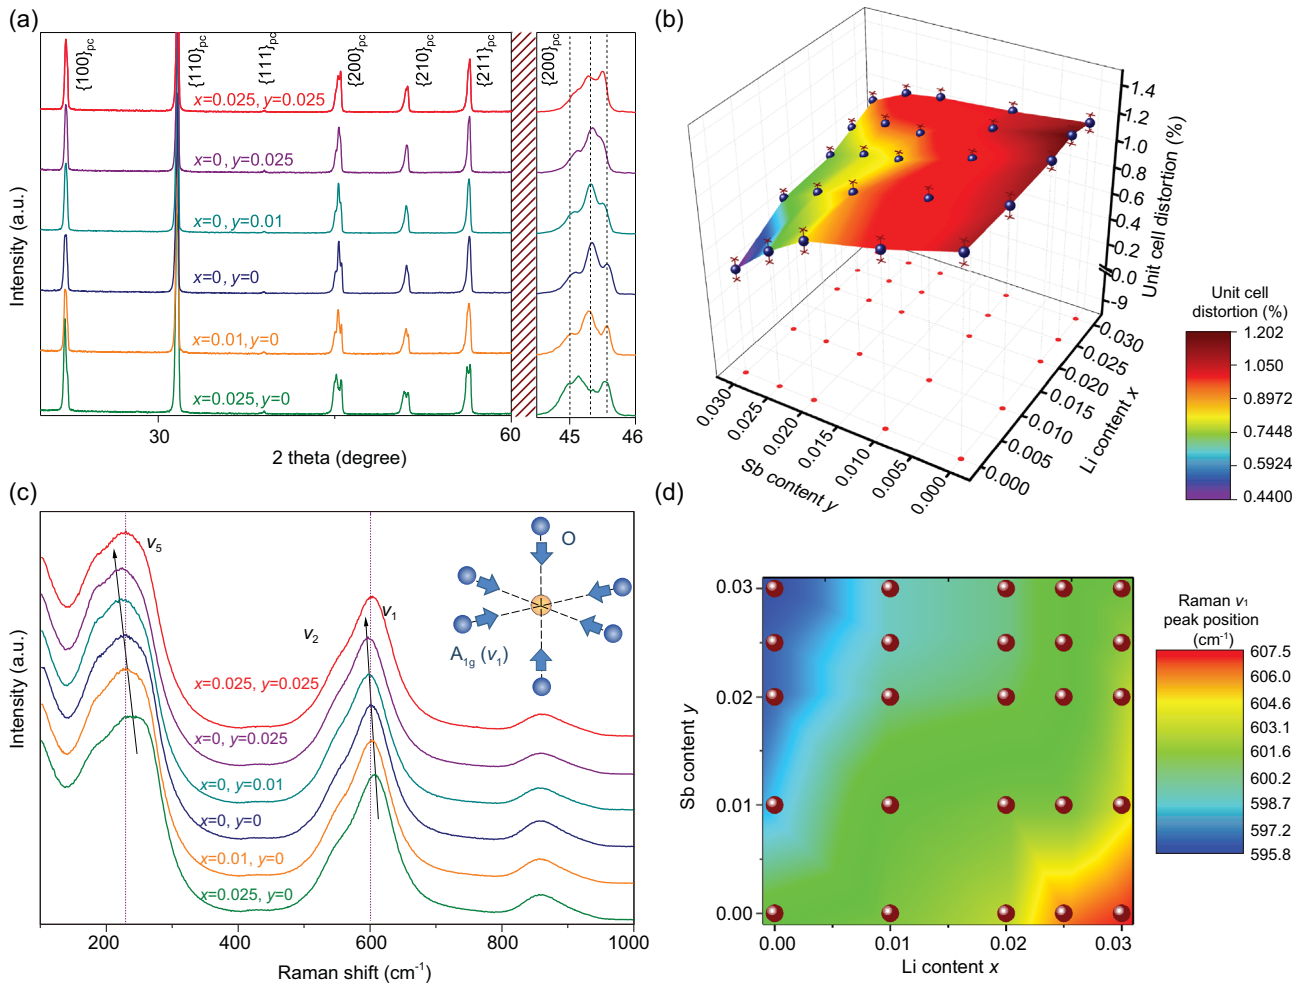 (a)
{100}pc
{110}pc
{111}pc
{200}pc
{210}pc
{211}pc
{200}pc
x=0.025, y=0.025
x=0, y=0.025
x=0, y=0.01
x=0, y=0
x=0.01, y=0
x=0.025, y=0
Intensity (a.u.)
30
60
45
46
2 theta (degree)
(b)
1.4
1.2
1.0
0.8
0.6
0.4
0.2
0.0
-9
Unit cell distortion (%)
0.030
0.025
0.020
0.015
0.010
0.005
0.000
Li content x
0.030
0.025
0.020
0.015
0.010
0.005
0.000
Sb content y
Unit cell
distortion (%)
1.202
1.050
0.8972
0.7448
0.5924
0.4400
(c)
ν5
ν2
ν1
O
A1g (ν1)
x=0.025, y=0.025
x=0, y=0.025
x=0, y=0.01
x=0, y=0
x=0.01, y=0
x=0.025, y=0
Intensity (a.u.)
200
400
600
800
1000
Raman shift (cm-1)
(d)
0.03
0.02
0.01
0.00
Sb content y
0.00
0.01
0.02
0.03
Li content x
Raman ν1
peak position
(cm-1)
607.5
606.0
604.6
603.1
601.6
600.2
598.7
597.2
595.8